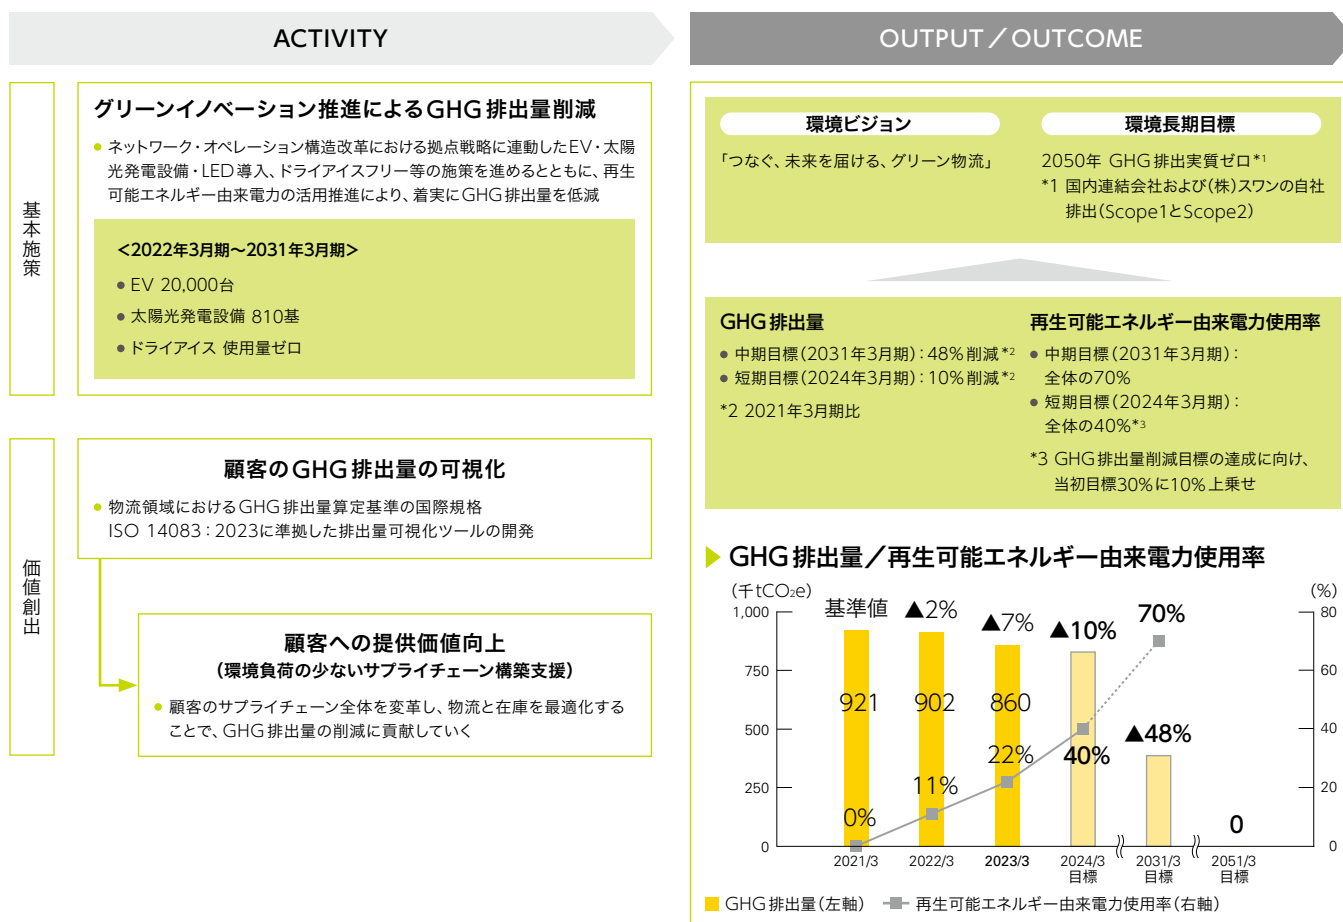 ACTIVITY
基本施策
グリーンイノベーション推進によるGHG排出量削減
● ネットワーク・オペレーション構造改革における拠点戦略に連動したEV・太陽
光発電設備・LED導入、ドライアイスフリー等の施策を進めるとともに、再生
可能エネルギー由来電力の活用推進により、着実にGHG排出量を低減
<2022年3月期～2031年3月期>
● EV 20,000台
● 太陽光発電設備 810基
● ドライアイス 使用量ゼロ
価値創出
顧客のGHG排出量の可視化
● 物流領域におけるGHG排出量算定基準の国際規格
ISO 14083：2023に準拠した排出量可視化ツールの開発
顧客への提供価値向上
（環境負荷の少ないサプライチェーン構築支援）
● 顧客のサプライチェーン全体を変革し、物流と在庫を最適化する
ことで、GHG排出量の削減に貢献していく
OUTPUT／OUTCOME
環境ビジョン
「つなぐ、未来を届ける、グリーン物流」
環境長期目標
2050年 GHG排出実質ゼロ*1
*1 国内連結会社および(株)スワンの自社
排出(Scope1とScope2)
GHG排出量
● 中期目標(2031年3月期)：48%削減*2
● 短期目標(2024年3月期)：10%削減*2
*2 2021年3月期比
再生可能エネルギー由来電力使用率
● 中期目標(2031年3月期)：
全体の70%
● 短期目標(2024年3月期)：
全体の40%*3
*3 GHG排出量削減目標の達成に向け、
当初目標30%に10%上乗せ
▶ GHG排出量／再生可能エネルギー由来電力使用率
(千tCO2e) (%)
1,000 基準値 ▲2% ▲7% ▲10% 70% 80
750 60
921 902 860
500 40
22% 40% ▲48%
250 11% 20
0% 0
0 0
2021/3 2022/3 2023/3 2024/3 2031/3 2051/3
目標 目標 目標
GHG排出量(左軸) 再生可能エネルギー由来電力使用率(右軸)